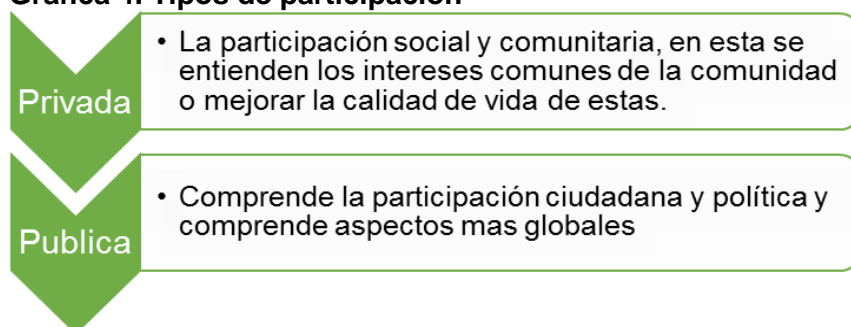 Gráfica 4. Tipos de participación
Privada
• La participación social y comunitaria, en esta se
entienden los intereses comunes de la comunidad
o mejorar la calidad de vida de estas.
Publica
• Comprende la participación ciudadana y política y
comprende aspectos mas globales